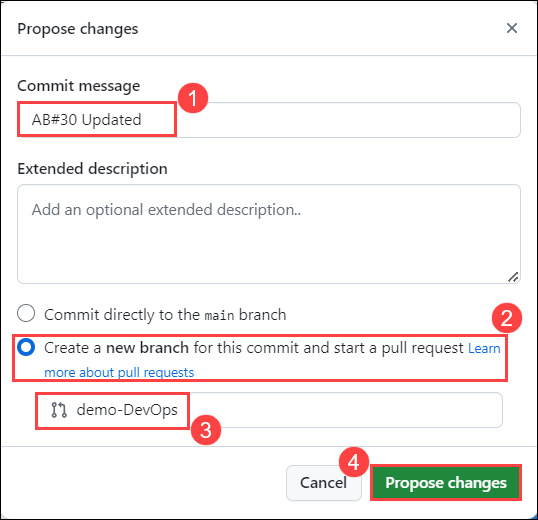 Propose changes
Commit message
1
AB#30 Updated
Extended description
Add an optional extended description..
Commit directly to the main branch
2
Create a new branch for this commit and start a pull request Learn
more about pull requests
demo-DevOps
3
4
Cancel
Propose changes